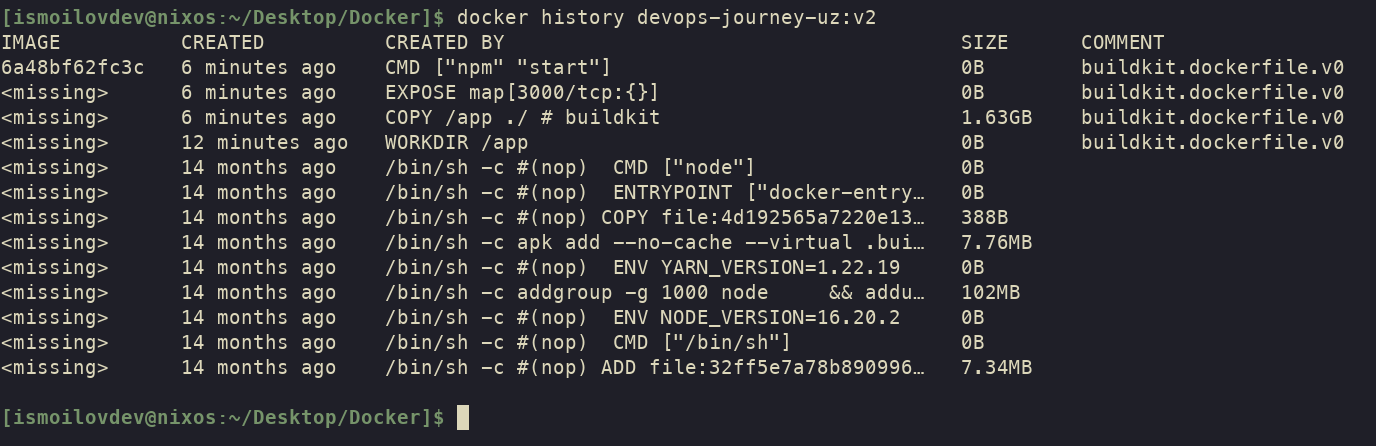 [ismoilovdev@nixos:~/Desktop/Docker]$ docker history devops-journey-uz:v2
IMAGE          CREATED          CREATED BY                                      SIZE      COMMENT
6a48bf62fc3c   6 minutes ago    CMD ["npm" "start"]                             0B        buildkit.dockerfile.v0
<missing>      6 minutes ago    EXPOSE map[3000/tcp:{}]                         0B        buildkit.dockerfile.v0
<missing>      6 minutes ago    COPY /app ./ # buildkit                         1.63GB    buildkit.dockerfile.v0
<missing>      12 minutes ago   WORKDIR /app                                    0B        buildkit.dockerfile.v0
<missing>      14 months ago    /bin/sh -c #(nop)  CMD ["node"]                 0B
<missing>      14 months ago    /bin/sh -c #(nop)  ENTRYPOINT ["docker-entry…   0B
<missing>      14 months ago    /bin/sh -c #(nop) COPY file:4d192565a7220e13…   388B
<missing>      14 months ago    /bin/sh -c apk add --no-cache --virtual .bui…   7.76MB
<missing>      14 months ago    /bin/sh -c #(nop)  ENV YARN_VERSION=1.22.19     0B
<missing>      14 months ago    /bin/sh -c addgroup -g 1000 node     && addu…   102MB
<missing>      14 months ago    /bin/sh -c #(nop)  ENV NODE_VERSION=16.20.2     0B
<missing>      14 months ago    /bin/sh -c #(nop)  CMD ["/bin/sh"]              0B
<missing>      14 months ago    /bin/sh -c #(nop) ADD file:32ff5e7a78b890996…   7.34MB
[ismoilovdev@nixos:~/Desktop/Docker]$